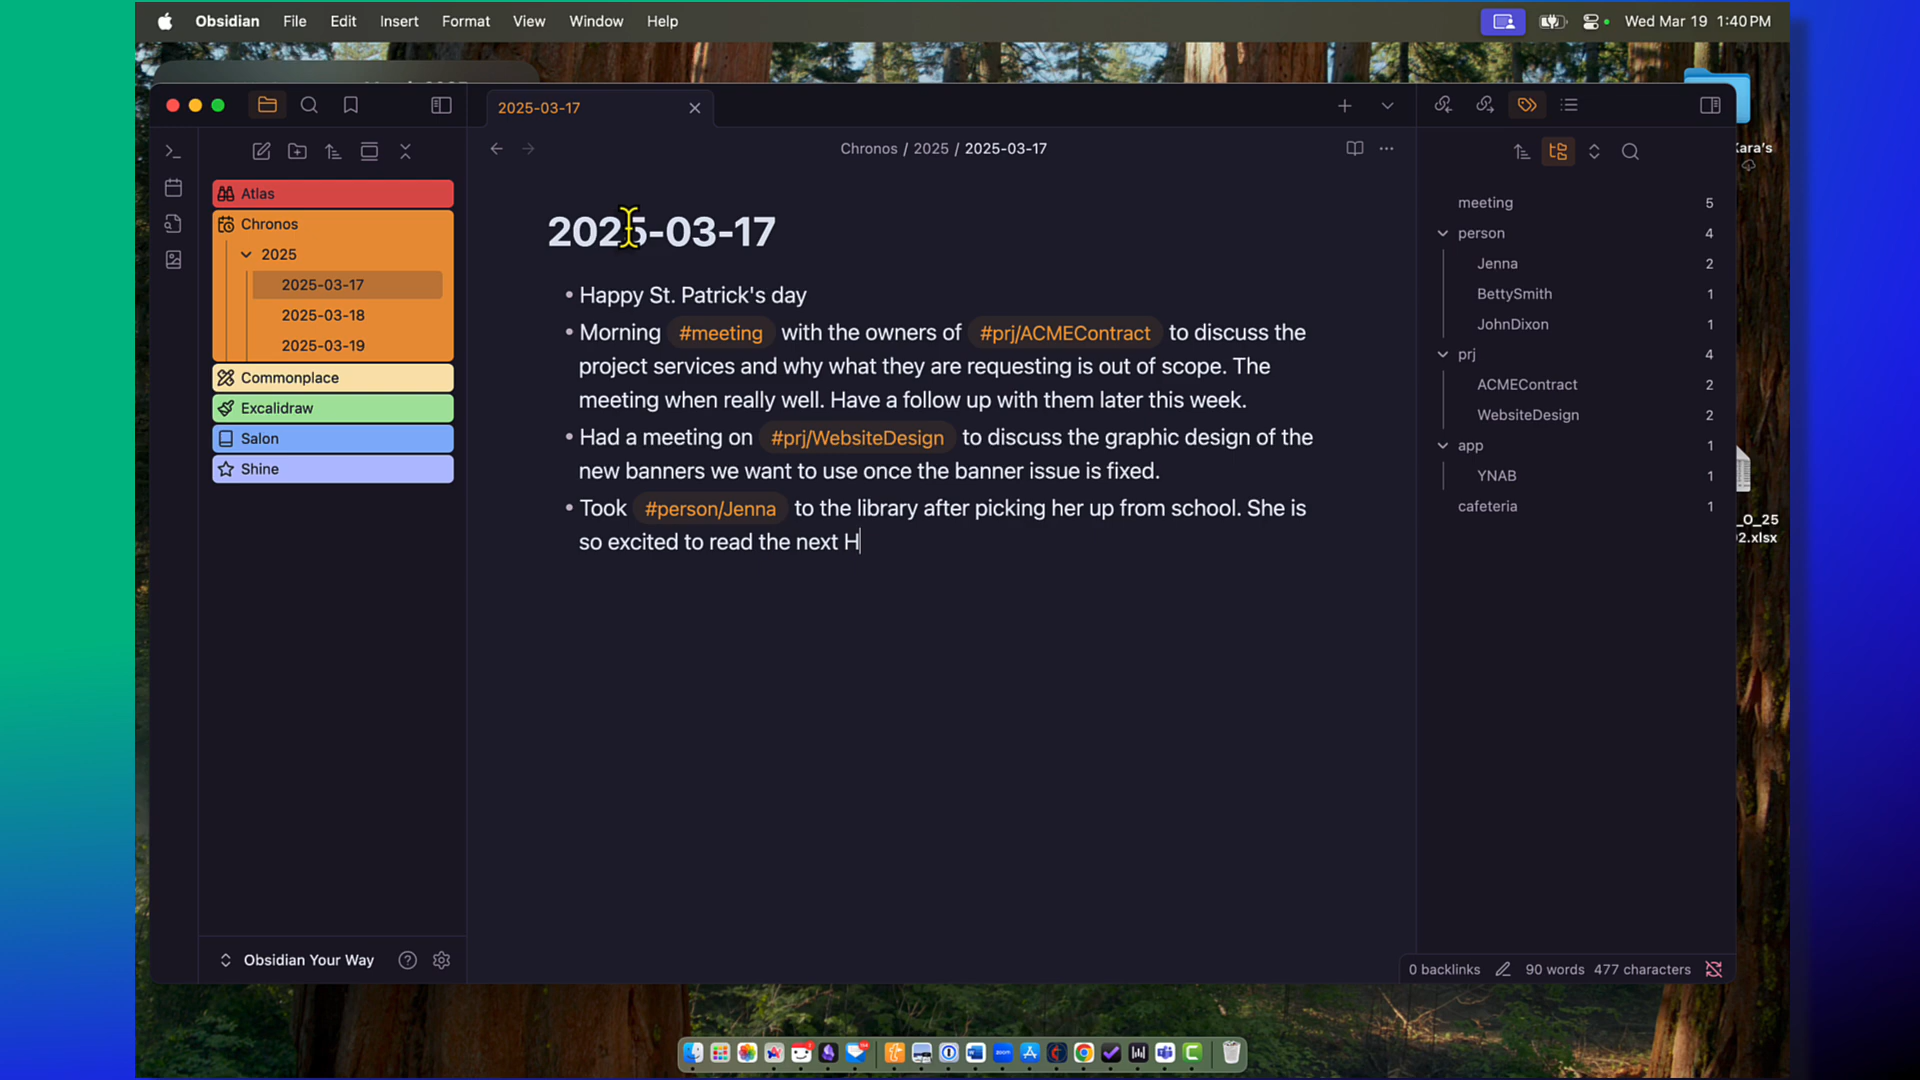 Obsidian File Edit Insert Format View Window Help
Wed Mar 19 1:40 PM
2025-03-17
Chronos / 2025 / 2025-03-17
Atlas
Chronos
2025
2025-03-17
2025-03-18
2025-03-19
Commonplace
Excalidraw
Salon
Shine
Obsidian Your Way
2025-03-17
• Happy St. Patrick's day
• Morning #meeting with the owners of #prj/ACMEContract to discuss the
project services and why what they are requesting is out of scope. The
meeting when really well. Have a follow up with them later this week.
• Had a meeting on #prj/WebsiteDesign to discuss the graphic design of the
new banners we want to use once the banner issue is fixed.
• Took #person/Jenna to the library after picking her up from school. She is
so excited to read the next H
meeting 5
person 4
Jenna 2
BettySmith 1
JohnDixon 1
prj 4
ACMEContract 2
WebsiteDesign 2
app 1
YNAB 1
cafeteria 1
0 backlinks 90 words 477 characters
Kara's
_O_25
02.xlsx